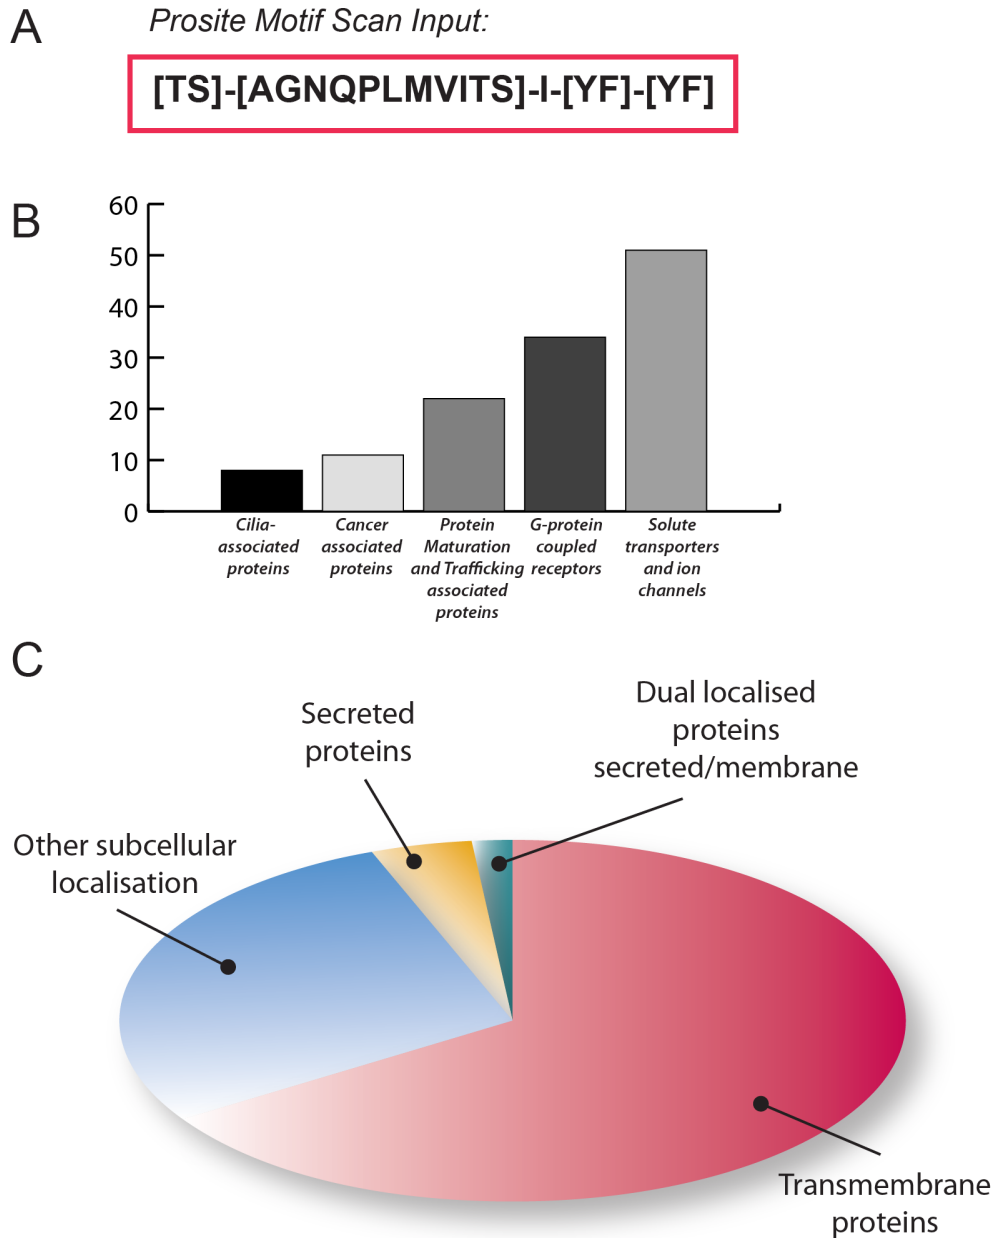 A
Prosite Motif Scan Input:
[TS]-[AGNQPLMVITS]-I-[YF]-[YF]
B
60
50
40
30
20
10
0
Cilia-
associated
proteins
Cancer
associated
proteins
Protein
Maturation
and Trafficking
associated
proteins
G-protein
coupled
receptors
Solute
transporters
and ion
channels
C
Secreted
proteins
Dual localised
proteins
secreted/membrane
Other subcellular
localisation
Transmembrane
proteins